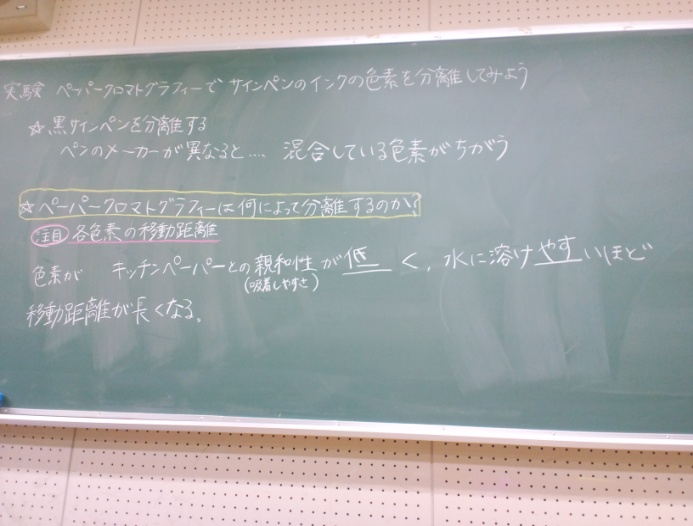 実験 ペーパークロマトグラフィーで サインペンのインクの色素を分離してみよう
☆黒サインペンを分離する
ペンのメーカーが異なると…. 混合している色素がちがう
☆ペーパークロマトグラフィーは何によって分離するのか?
注目 各色素の移動距離
色素が キッチンペーパーとの親和性が低く、水に溶けやすいほど
(吸着しやすさ)
移動距離が長くなる。